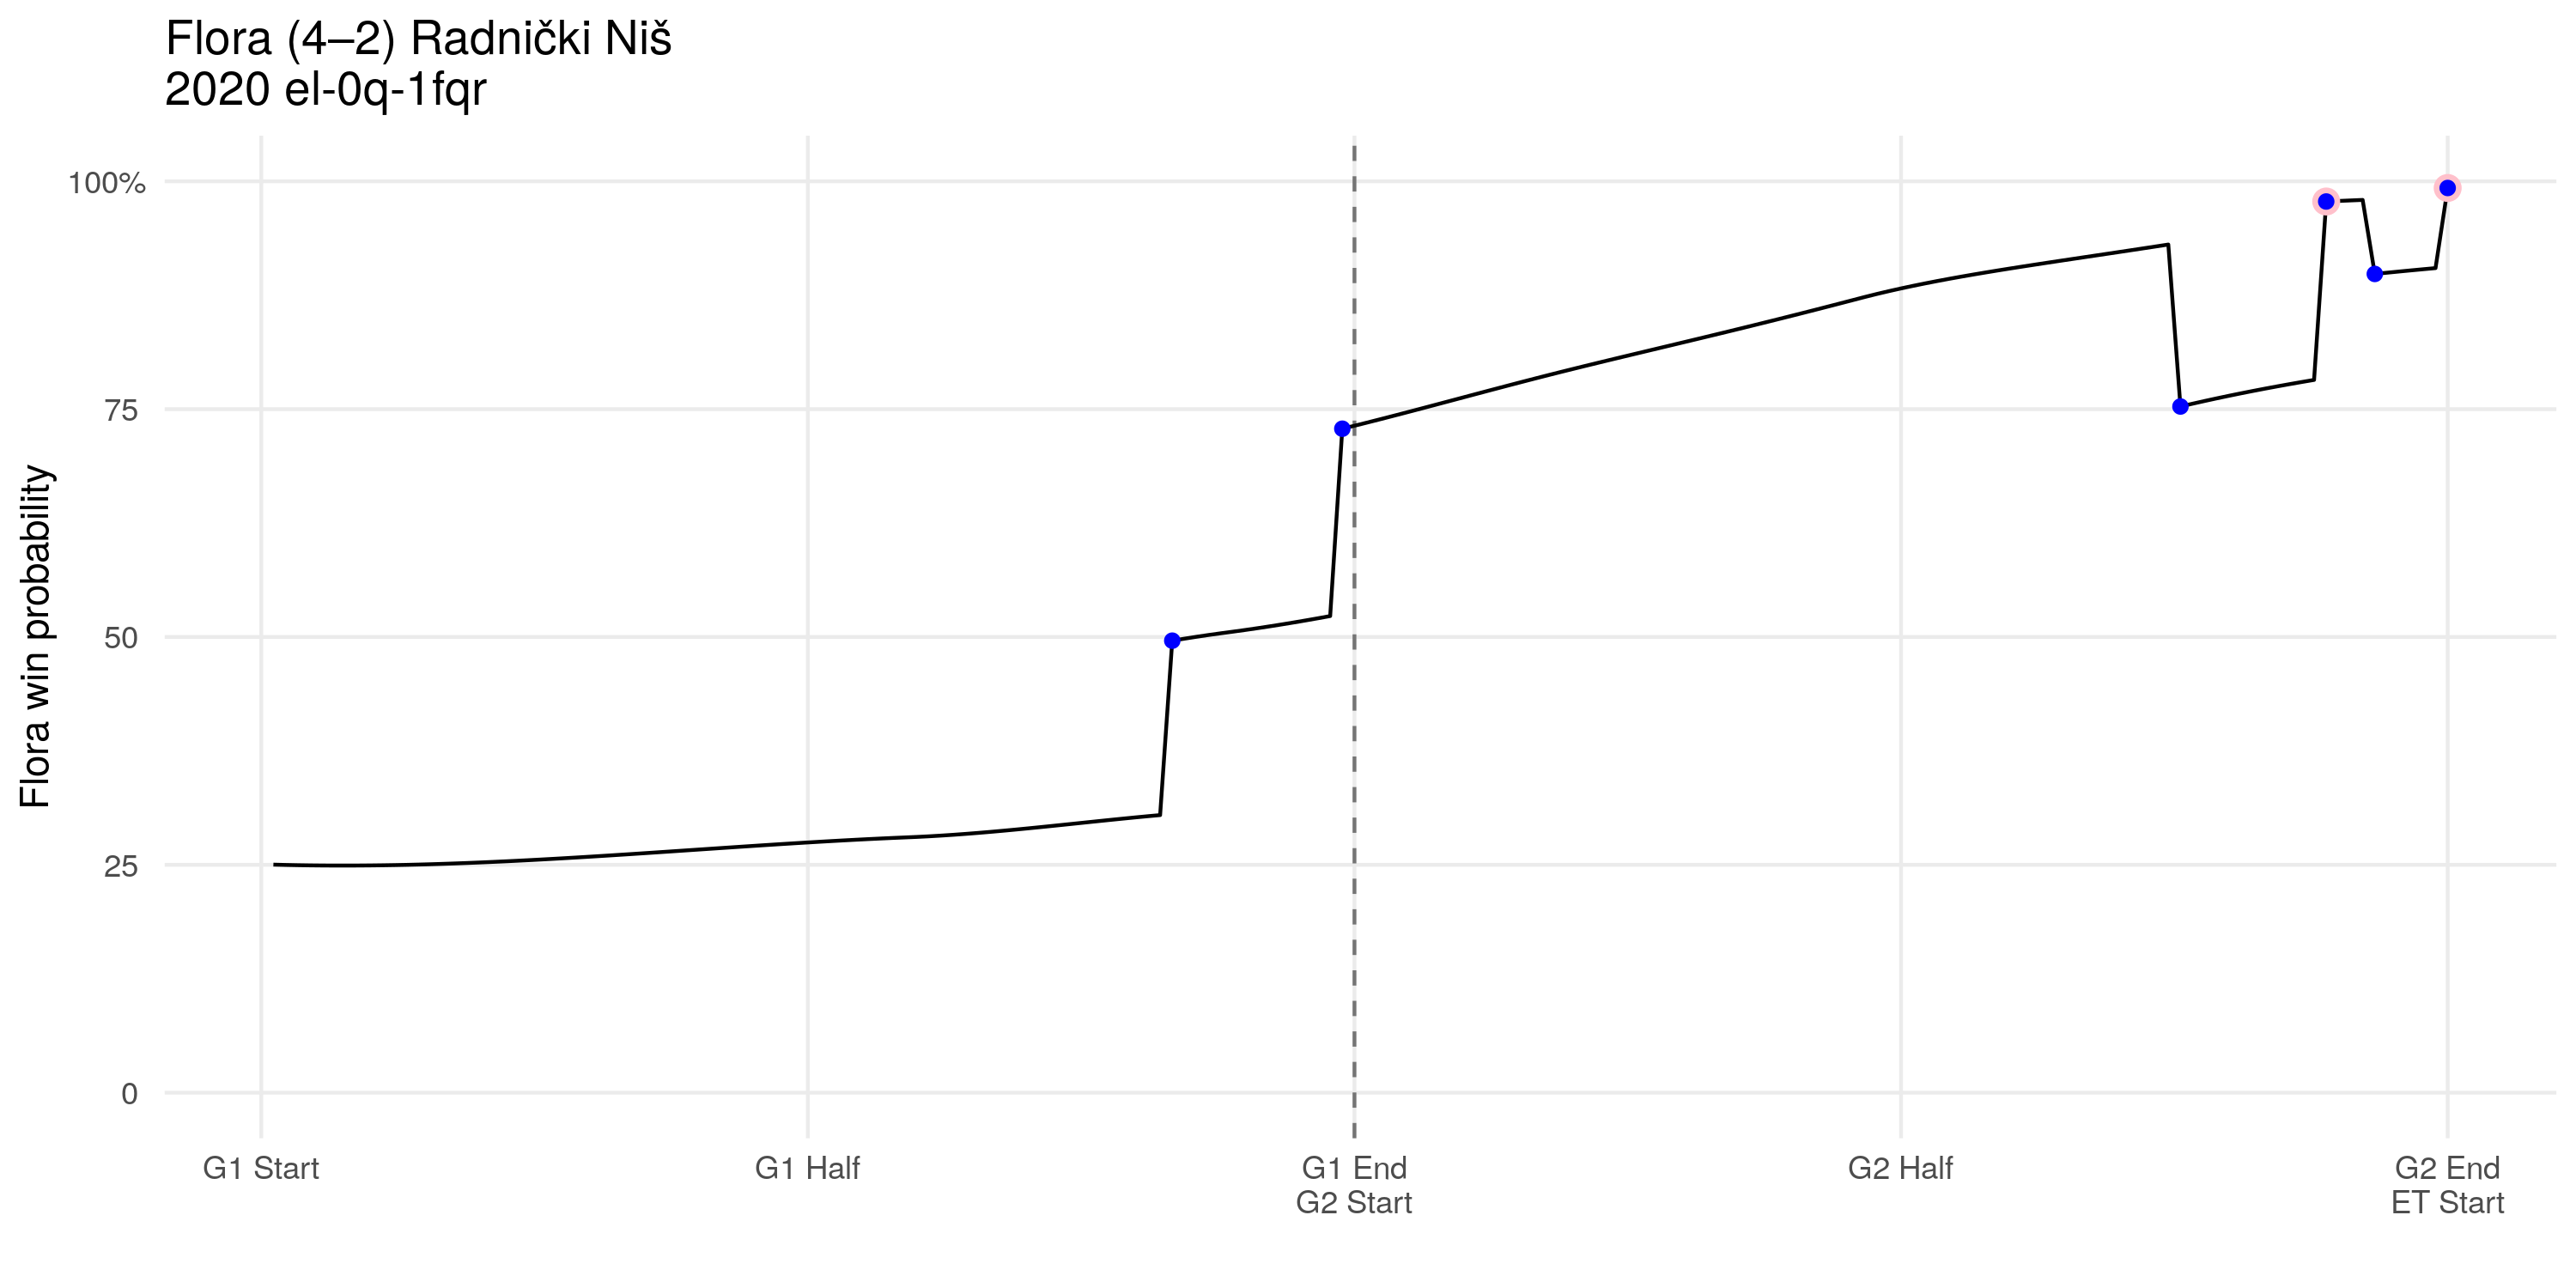 Flora (4–2) Radnički Niš
2020 el-0q-1fqr
Flora win probability
100%
75
50
25
0
G1 Start
G1 Half
G1 End
G2 Start
G2 Half
G2 End
ET Start